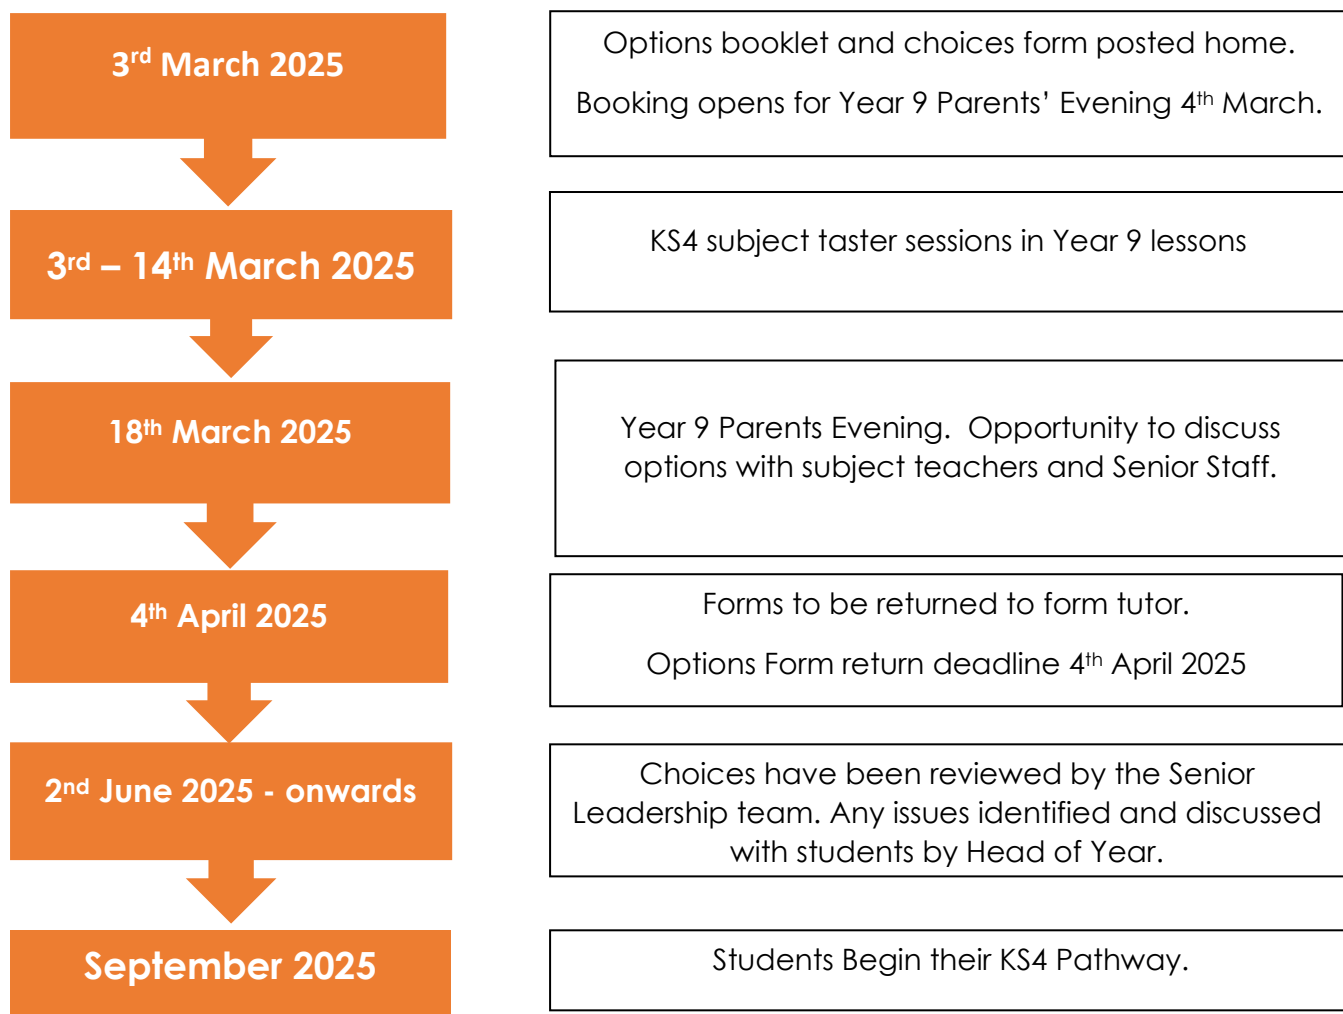 3rd March 2025
Options booklet and choices form posted home.
Booking opens for Year 9 Parents’ Evening 4th March.
3rd – 14th March 2025
KS4 subject taster sessions in Year 9 lessons
18th March 2025
Year 9 Parents Evening.  Opportunity to discuss
options with subject teachers and Senior Staff.
4th April 2025
Forms to be returned to form tutor.
Options Form return deadline 4th April 2025
2nd June 2025 - onwards
Choices have been reviewed by the Senior
Leadership team. Any issues identified and discussed
with students by Head of Year.
September 2025
Students Begin their KS4 Pathway.